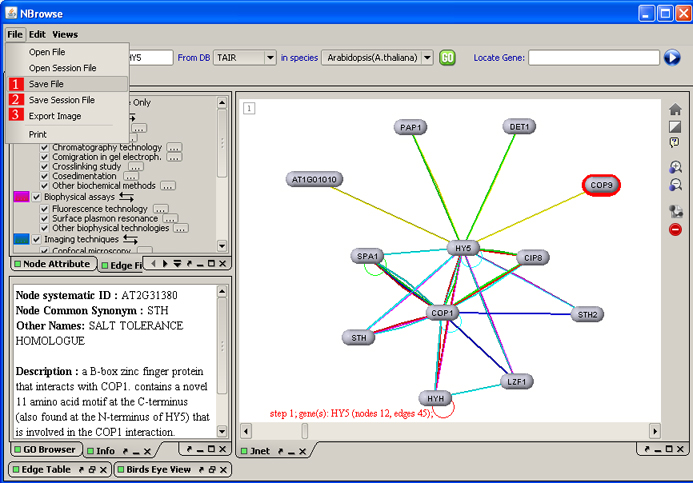 NBrowse
File Edit Views
Open File
Open Session File
1 Save File
2 Save Session File
3 Export Image
Print
HY5 From DB TAIR in species Arabidopsis(A.thaliana) GO Locate Gene:
Only
Chromatography technology ...
Comigration in gel electroph. ...
Crosslinking study ...
Cosedimentation ...
Other biochemical methods ...
Biophysical assays
Fluorescence technology ...
Surface plasmon resonance ...
Other biophysical technologies ...
Imaging techniques
Confocal microscopy
Node Attribute Edge Fi
Node systematic ID : AT2G31380
Node Common Synonym : STH
Other Names: SALT TOLERANCE
HOMOLOGUE
Description : a B-box zinc finger protein
that interacts with COP1. contains a novel
11 amino acid motif at the C-terminus
(also found at the N-terminus of HY5) that
is involved in the COP1 interaction.
GO Browser Info
Edge Table Birds Eye View
1
PAP1
DET1
AT1G01010
COP9
HY5
SPA1
CIP8
COP1
STH2
STH
LZF1
HYH
step 1; gene(s): HY5 (nodes 12, edges 45);
Jnet